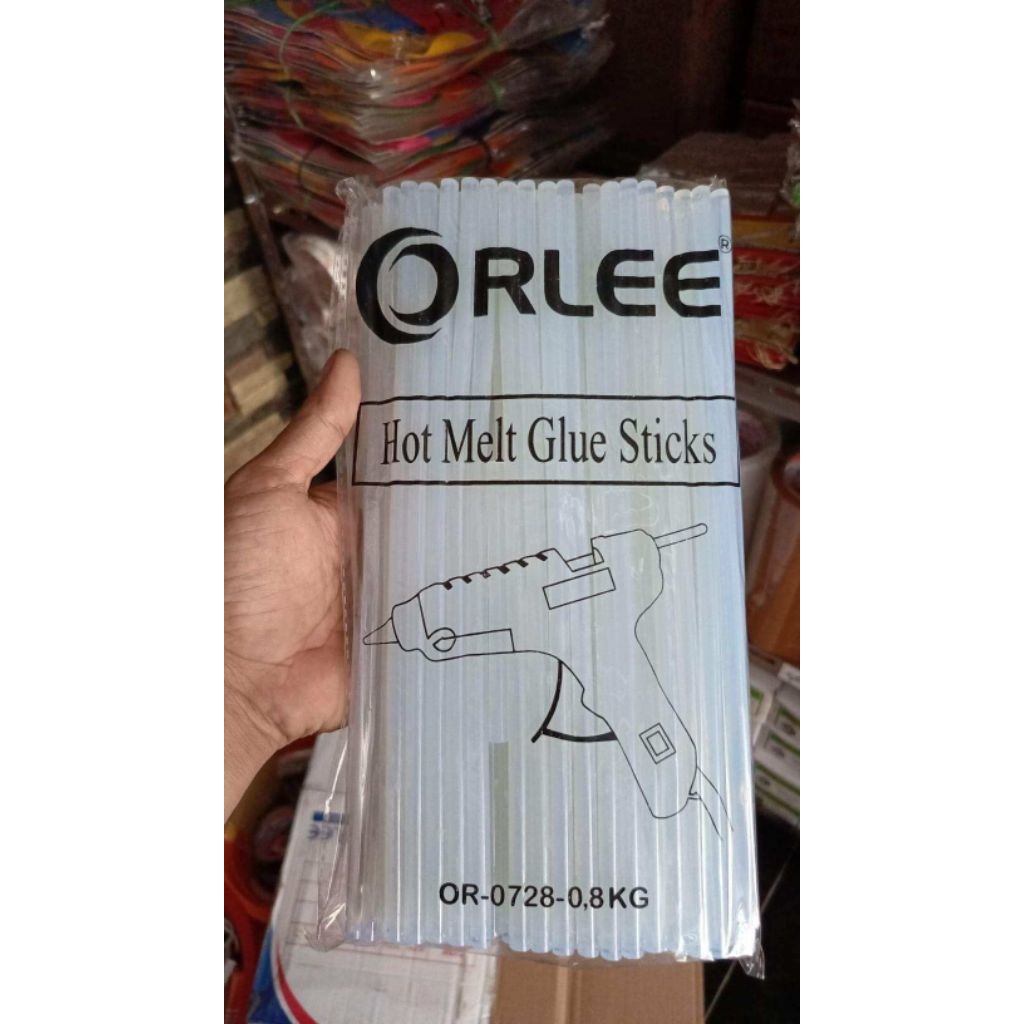 ORLEE®
Hot Melt Glue Sticks
OR-0728-0,8KG